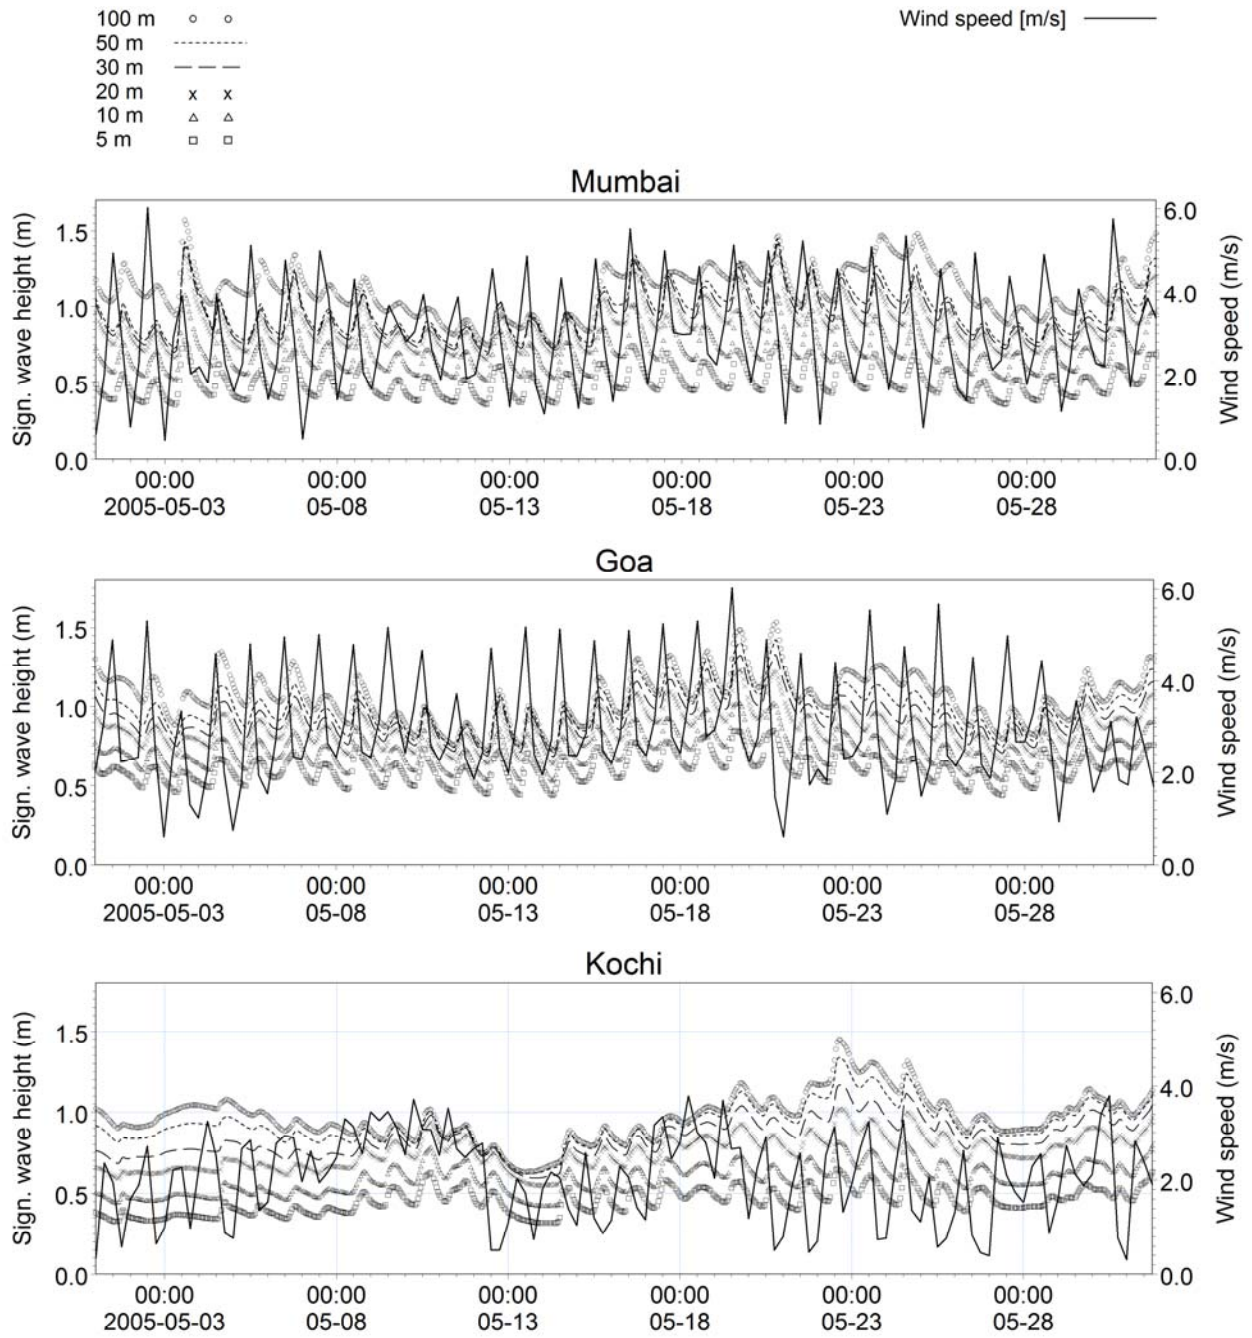 100 m
50 m
30 m
20 m
10 m
5 m
Wind speed [m/s]
Mumbai
Sign. wave height (m)
1.5
1.0
0.5
0.0
6.0
4.0
2.0
0.0
Wind speed (m/s)
00:00 00:00 00:00 00:00 00:00 00:00
2005-05-03 05-08 05-13 05-18 05-23 05-28
Goa
Sign. wave height (m)
1.5
1.0
0.5
0.0
6.0
4.0
2.0
0.0
Wind speed (m/s)
00:00 00:00 00:00 00:00 00:00 00:00
2005-05-03 05-08 05-13 05-18 05-23 05-28
Kochi
Sign. wave height (m)
1.5
1.0
0.5
0.0
6.0
4.0
2.0
0.0
Wind speed (m/s)
00:00 00:00 00:00 00:00 00:00 00:00
2005-05-03 05-08 05-13 05-18 05-23 05-28